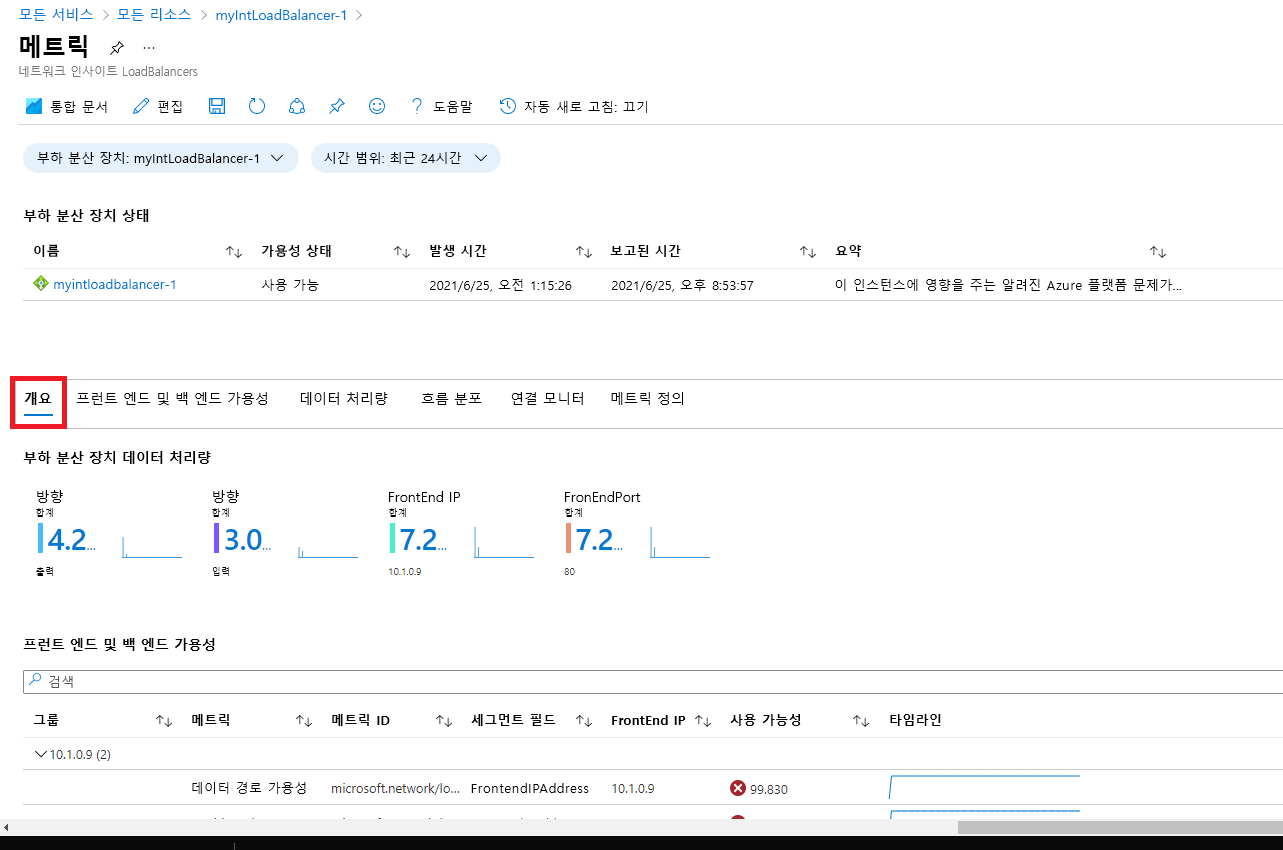 모든 서비스 > 모든 리소스 > myIntLoadBalancer-1 >
메트릭 ...
네트워크 인사이트 LoadBalancers
통합 문서 편집 ? 도움말 자동 새로 고침: 끄기
부하 분산 장치: myIntLoadBalancer-1 시간 범위: 최근 24시간
부하 분산 장치 상태
이름 ↑↓ 가용성 상태 ↑↓ 발생 시간 ↑↓ 보고된 시간 ↑↓ 요약 ↑↓
myintloadbalancer-1 사용 가능 2021/6/25, 오전 1:15:26 2021/6/25, 오후 8:53:57 이 인스턴스에 영향을 주는 알려진 Azure 플랫폼 문제가...
개요 프런트 엔드 및 백 엔드 가용성 데이터 처리량 흐름 분포 연결 모니터 메트릭 정의
부하 분산 장치 데이터 처리량
방향 방향 FrontEnd IP FronEndPort
합계 합계 합계 합계
4.2... 3.0... 7.2... 7.2...
출력 입력 10.1.0.9 80
프런트 엔드 및 백 엔드 가용성
검색
그룹 ↑↓ 메트릭 ↑↓ 메트릭 ID ↑↓ 세그먼트 필드 ↑↓ FrontEnd IP ↑↓ 사용 가능성 ↑↓ 타임라인
10.1.0.9 (2)
데이터 경로 가용성 microsoft.network/lo... FrontendIPAddress 10.1.0.9 99.830